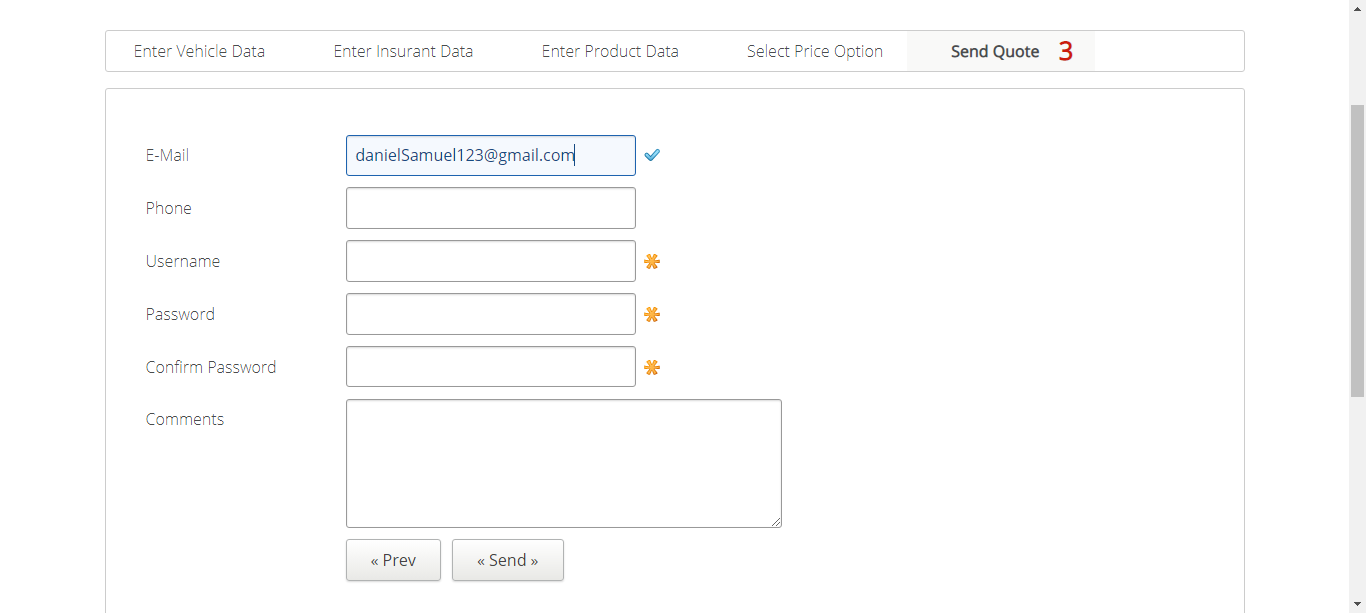 Enter Vehicle Data Enter Insurant Data Enter Product Data Select Price Option Send Quote 3
E-Mail danielSamuel123@gmail.com
Phone
Username
Password
Confirm Password
Comments
« Prev « Send »